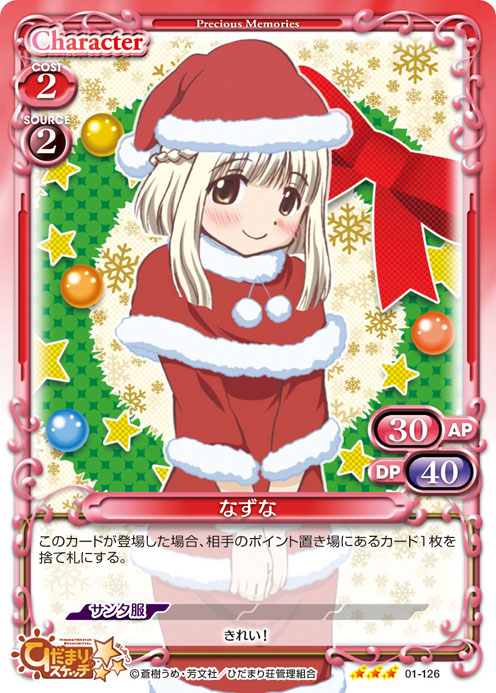 Precious Memories
Character
COST
2
SOURCE
2
30 AP
DP 40
なずな
このカードが登場した場合、相手のポイント置き場にあるカード1枚を
捨て札にする。
サンタ服
きれい!
ひだまり
スケッチ
©蒼樹うめ・芳文社/ひだまり荘管理組合
01-126